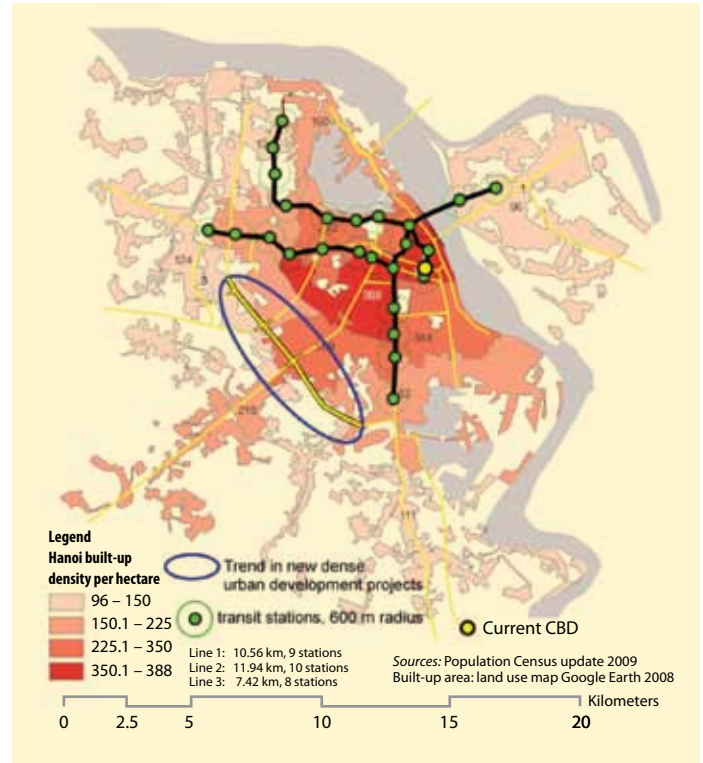 96
388
111
Legend
Hanoi built-up
density per hectare
96 – 150
150.1 – 225
225.1 – 350
350.1 – 388
Trend in new dense
urban development projects
transit stations, 600 m radius
Line 1: 10.56 km, 9 stations
Line 2: 11.94 km, 10 stations
Line 3: 7.42 km, 8 stations
Current CBD
Sources: Population Census update 2009
Built-up area: land use map Google Earth 2008
Kilometers
0 2.5 5 10 15 20